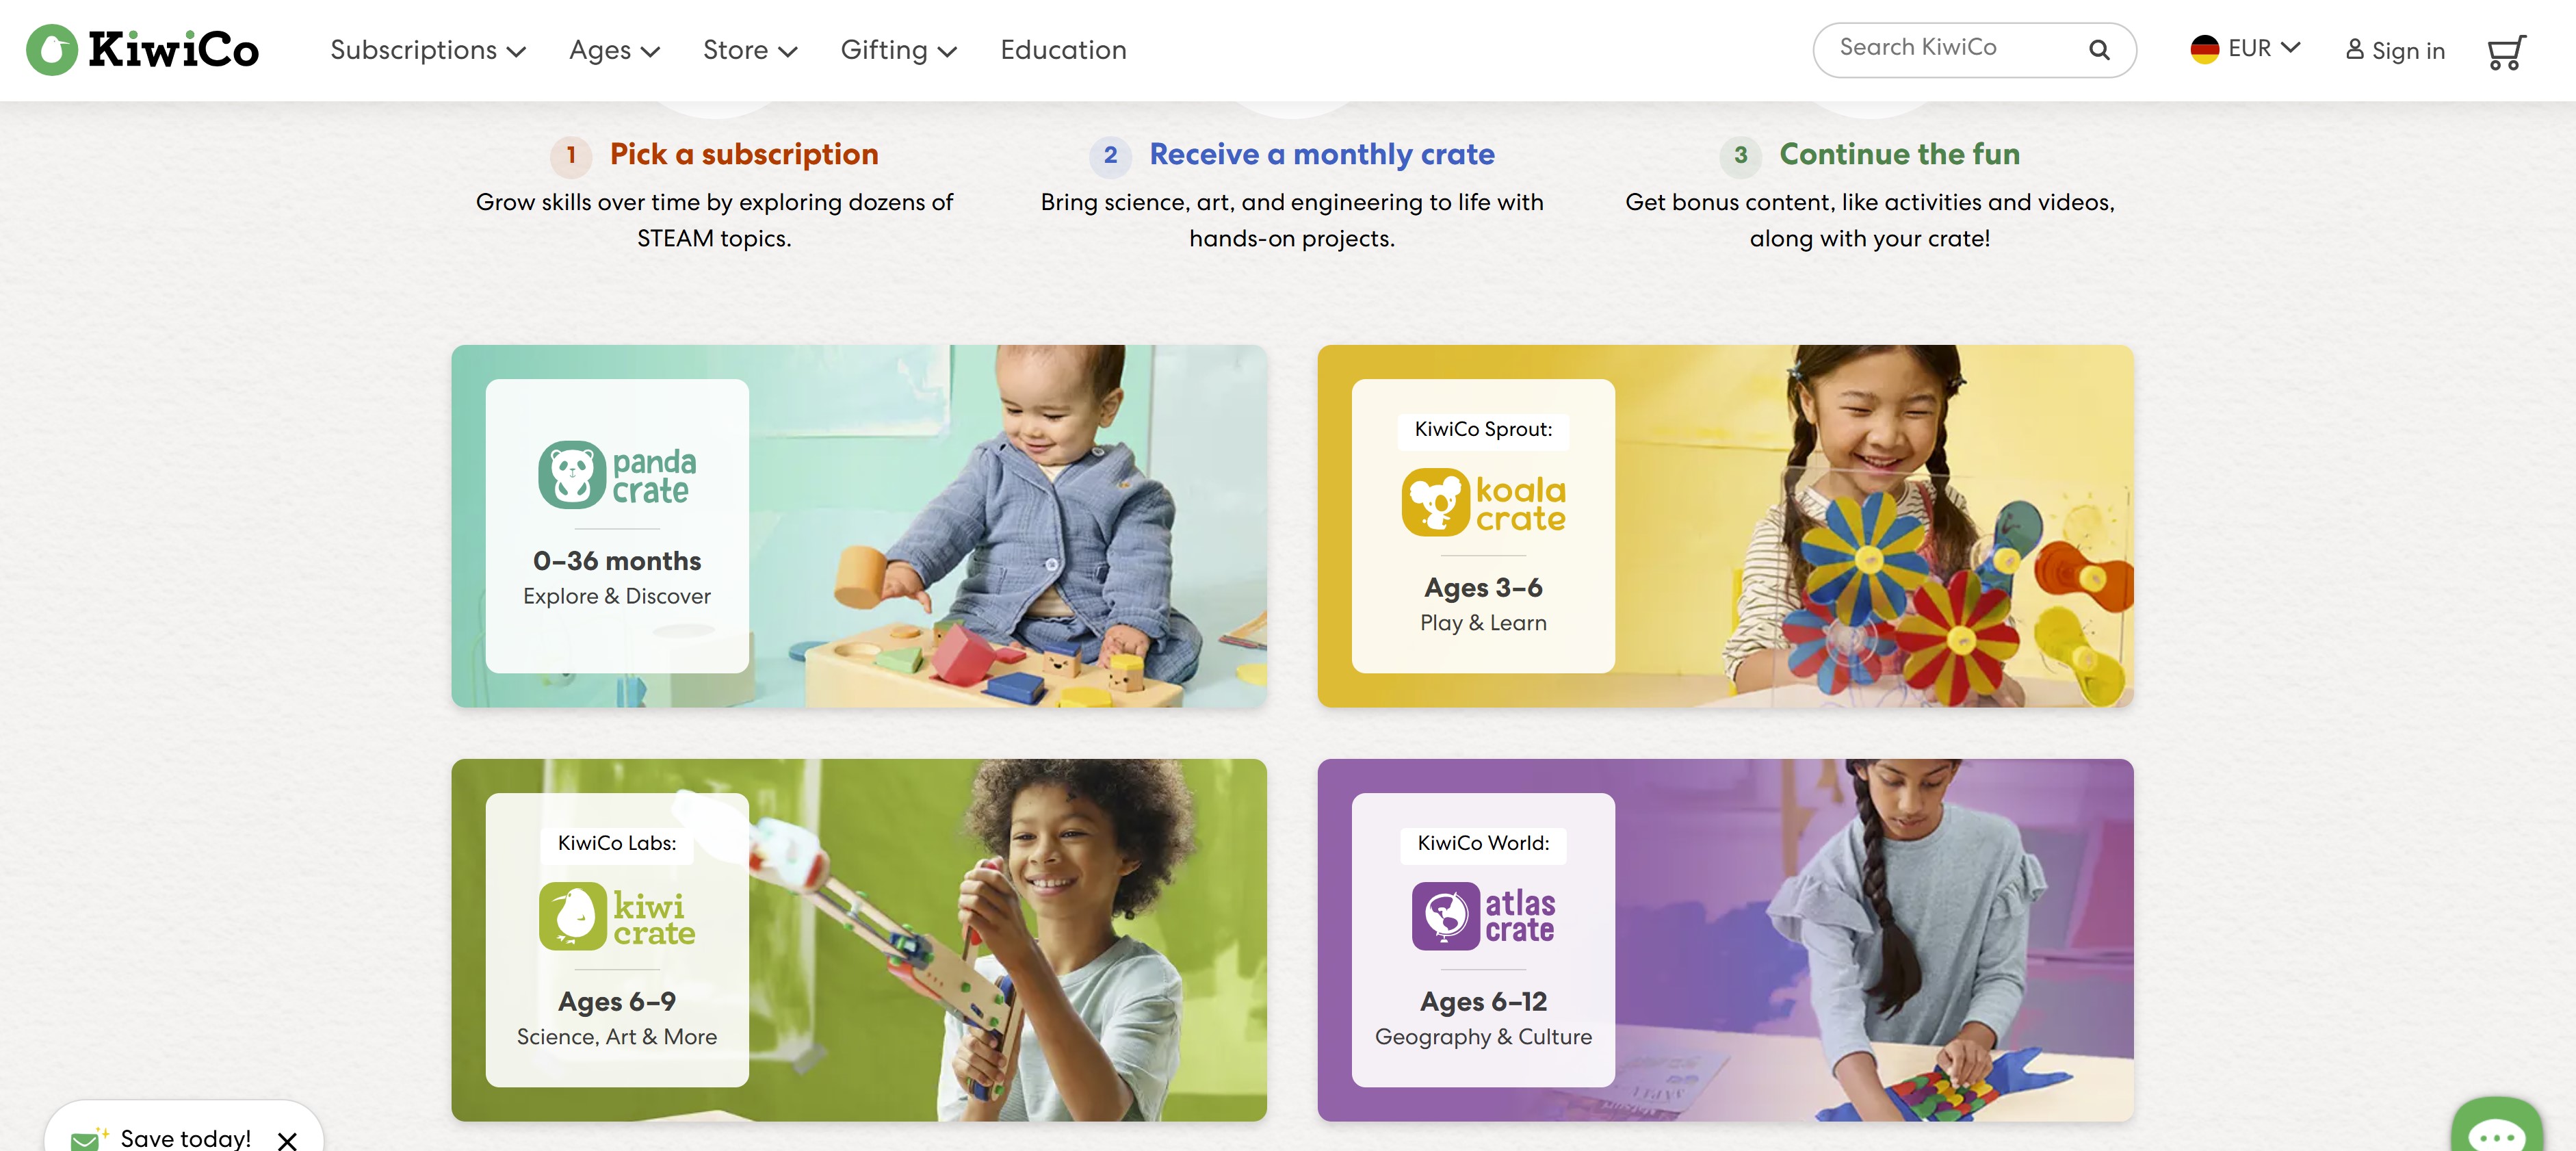 KiwiCo
Subscriptions
Ages
Store
Gifting
Education
Search KiwiCo
EUR
Sign in
1 Pick a subscription
Grow skills over time by exploring dozens of
STEAM topics.
2 Receive a monthly crate
Bring science, art, and engineering to life with
hands-on projects.
3 Continue the fun
Get bonus content, like activities and videos,
along with your crate!
panda
crate
0–36 months
Explore & Discover
KiwiCo Sprout:
koala
crate
Ages 3–6
Play & Learn
KiwiCo Labs:
kiwi
crate
Ages 6–9
Science, Art & More
KiwiCo World:
atlas
crate
Ages 6–12
Geography & Culture
Save today!